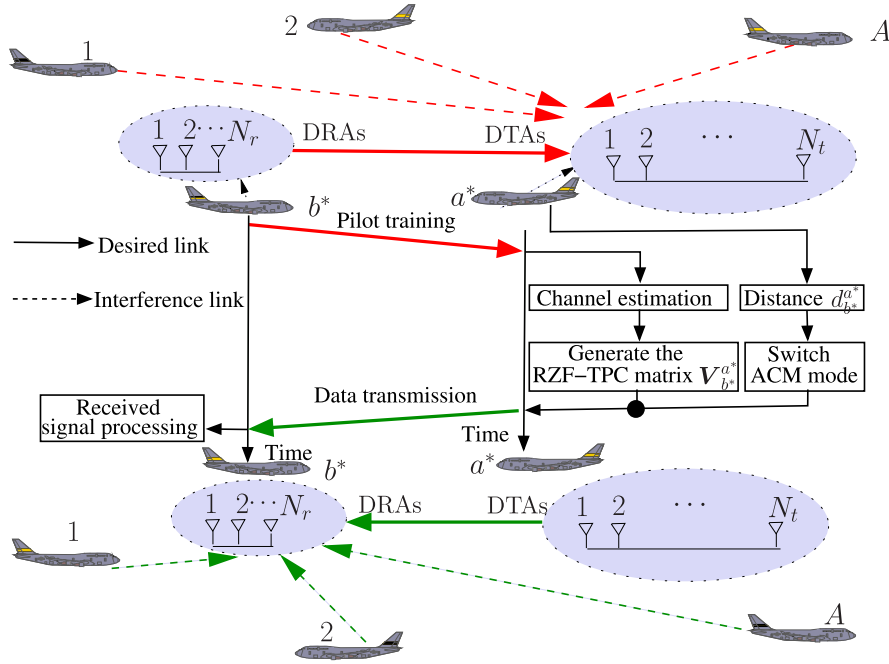 1
2
A
1 2 ⋯ N_r
DRAs
DTAs
1 2 ⋯ N_t
b*
a*
Pilot training
Desired link
Interference link
Channel estimation
Distance d_{b*}^{a*}
Generate the
RZF−TPC matrix V_{b*}^{a*}
Switch
ACM mode
Data transmission
Received
signal processing
Time
Time
b*
a*
1 2 ⋯ N_r
DRAs
DTAs
1 2 ⋯ N_t
1
2
A